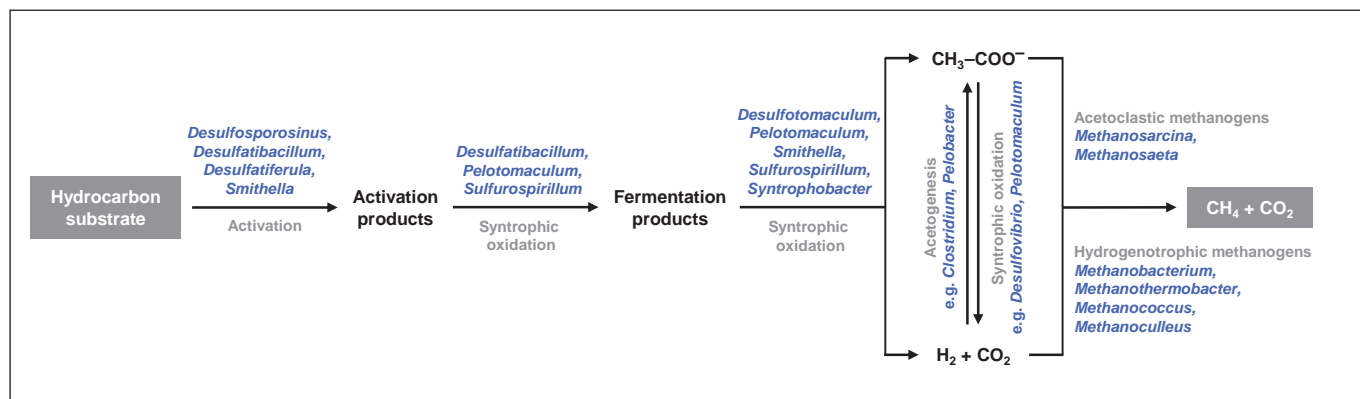 Hydrocarbon
substrate
Desulfosporosinus,
Desulfatibacillum,
Desulfatiferula,
Smithella
Activation
Activation
products
Desulfatibacillum,
Pelotomaculum,
Sulfurospirillum
Syntrophic
oxidation
Fermentation
products
Desulfotomaculum,
Pelotomaculum,
Smithella,
Sulfurospirillum,
Syntrophobacter
Syntrophic
oxidation
CH₃–COO⁻
Acetogenesis
e.g. Clostridium, Pelobacter
Syntrophic oxidation
e.g. Desulfovibrio, Pelotomaculum
H₂ + CO₂
Acetoclastic methanogens
Methanosarcina,
Methanosaeta
CH₄ + CO₂
Hydrogenotrophic methanogens
Methanobacterium,
Methanothermobacter,
Methanococcus,
Methanoculleus